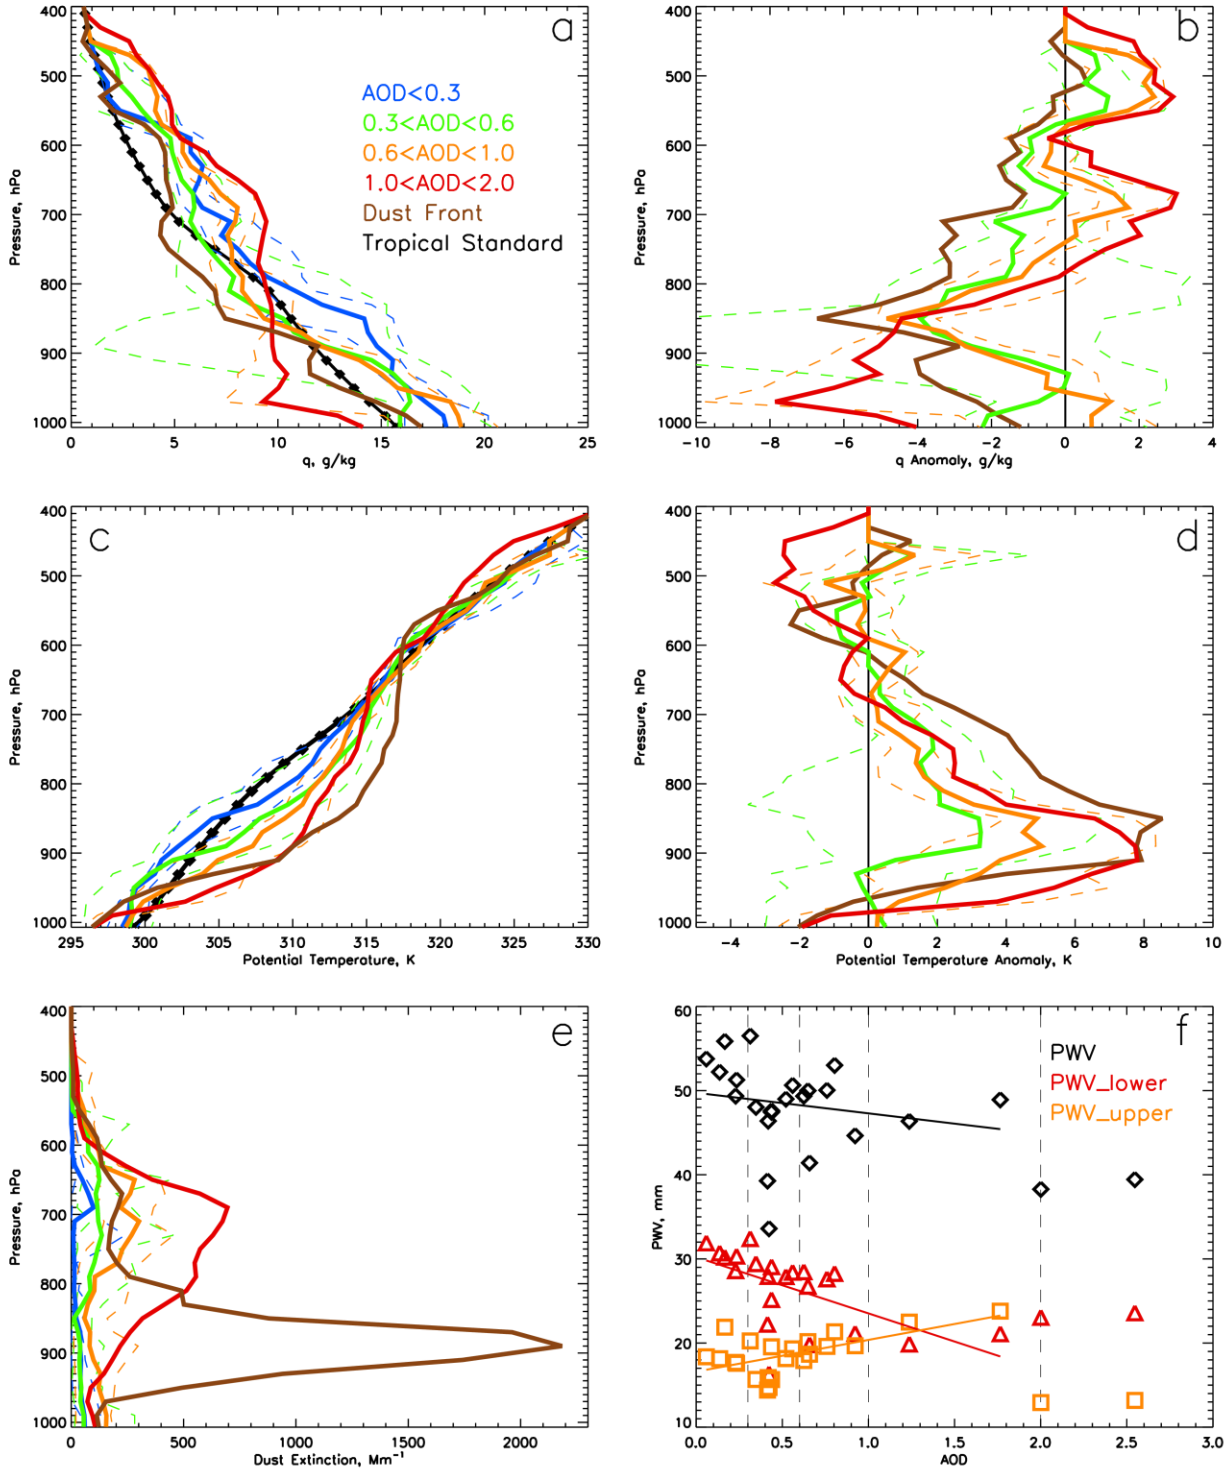 a
AOD<0.3
0.3<AOD<0.6
0.6<AOD<1.0
1.0<AOD<2.0
Dust Front
Tropical Standard
400
500
600
700
800
900
1000
Pressure, hPa
0 5 10 15 20 25
q, g/kg
b
400
500
600
700
800
900
1000
Pressure, hPa
-10 -8 -6 -4 -2 0 2 4
q Anomaly, g/kg
c
400
500
600
700
800
900
1000
Pressure, hPa
295 300 305 310 315 320 325 330
Potential Temperature, K
d
400
500
600
700
800
900
1000
Pressure, hPa
-4 -2 0 2 4 6 8 10
Potential Temperature Anomaly, K
e
400
500
600
700
800
900
1000
Pressure, hPa
0 500 1000 1500 2000
Dust Extinction, Mm⁻¹
f
PWV
PWV_lower
PWV_upper
60
50
40
30
20
10
PWV, mm
0.0 0.5 1.0 1.5 2.0 2.5 3.0
AOD